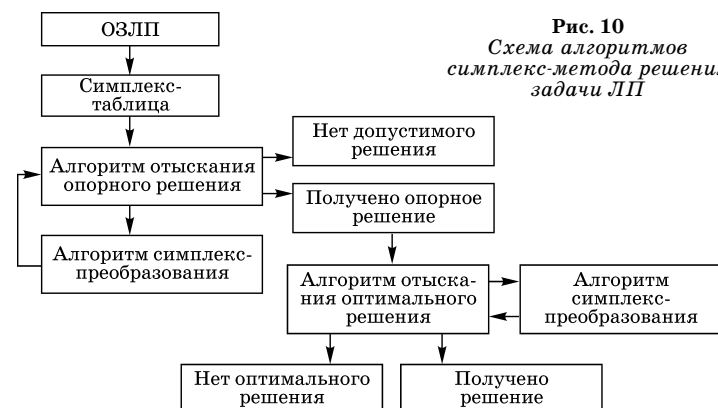 ОЗЛП
Рис. 10
Схема алгоритмов
симплекс-метода решения
задачи ЛП
Симплекс-
таблица
Нет допустимого
решения
Алгоритм отыскания
опорного решения
Получено опорное
решение
Алгоритм симплекс-
преобразования
Алгоритм отыска-
ния оптимального
решения
Алгоритм
симплекс-
преобразования
Нет оптимального
решения
Получено
решение